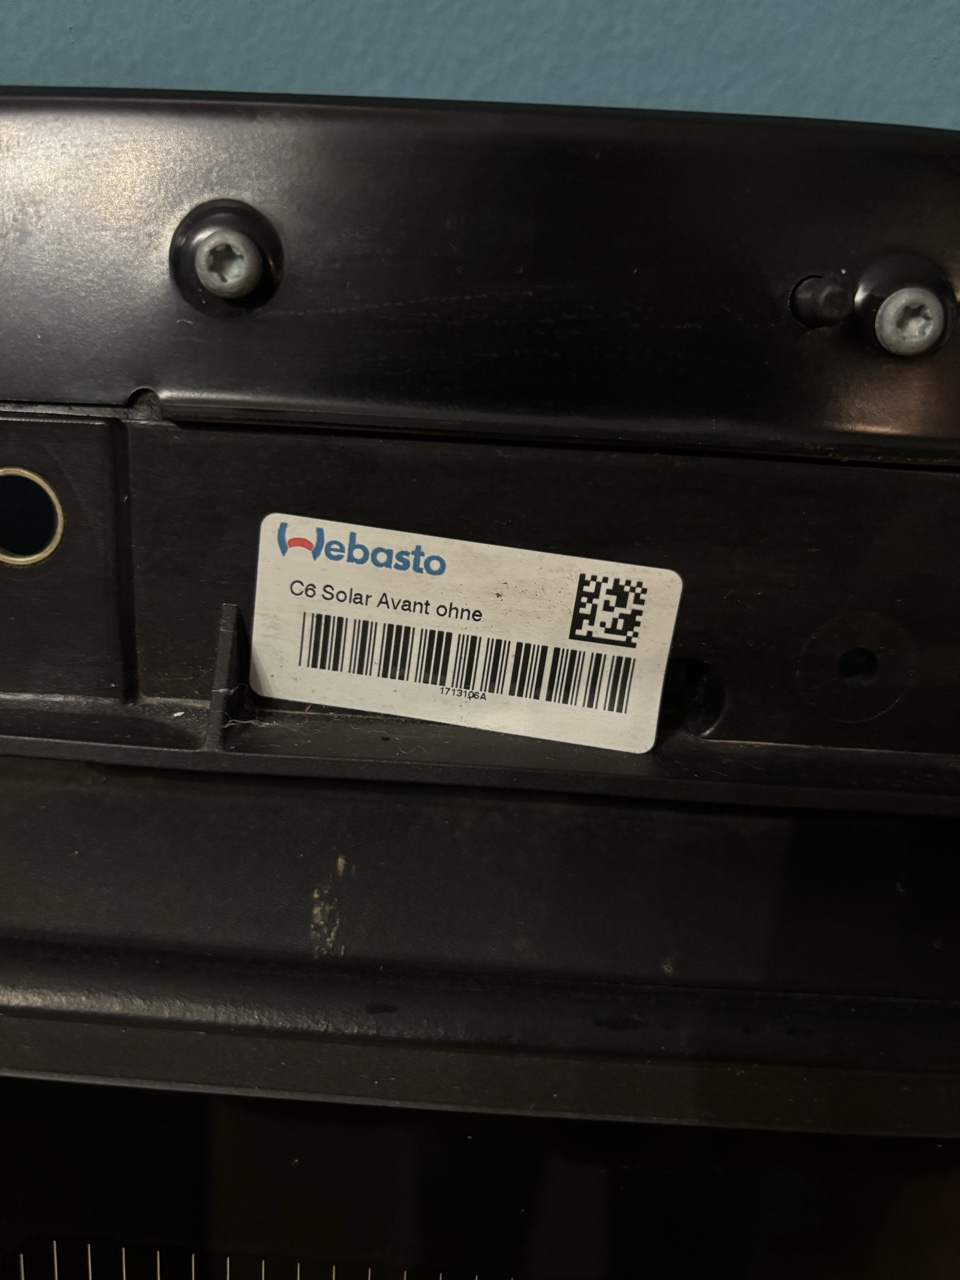 Webasto
C6 Solar Avant ohne
1713106A